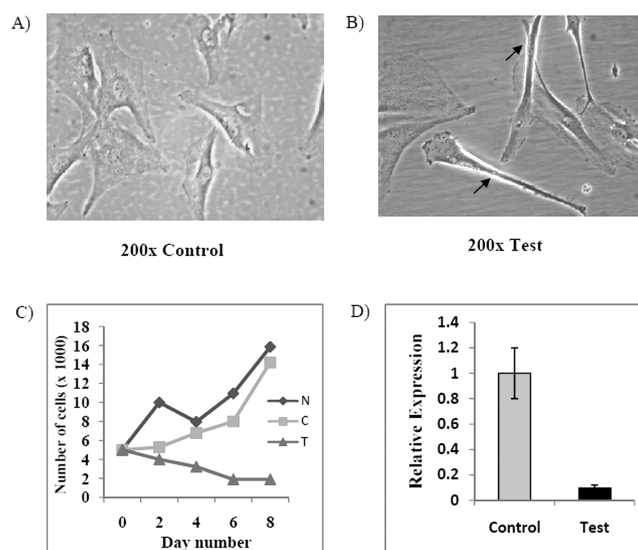 A)
B)
200x Control
200x Test
C)
18
16
14
12
10
8
6
4
2
0
Number of cells (x 1000)
0 2 4 6 8
Day number
N
C
T
D)
1.4
1.2
1
0.8
0.6
0.4
0.2
0
Relative Expression
Control Test